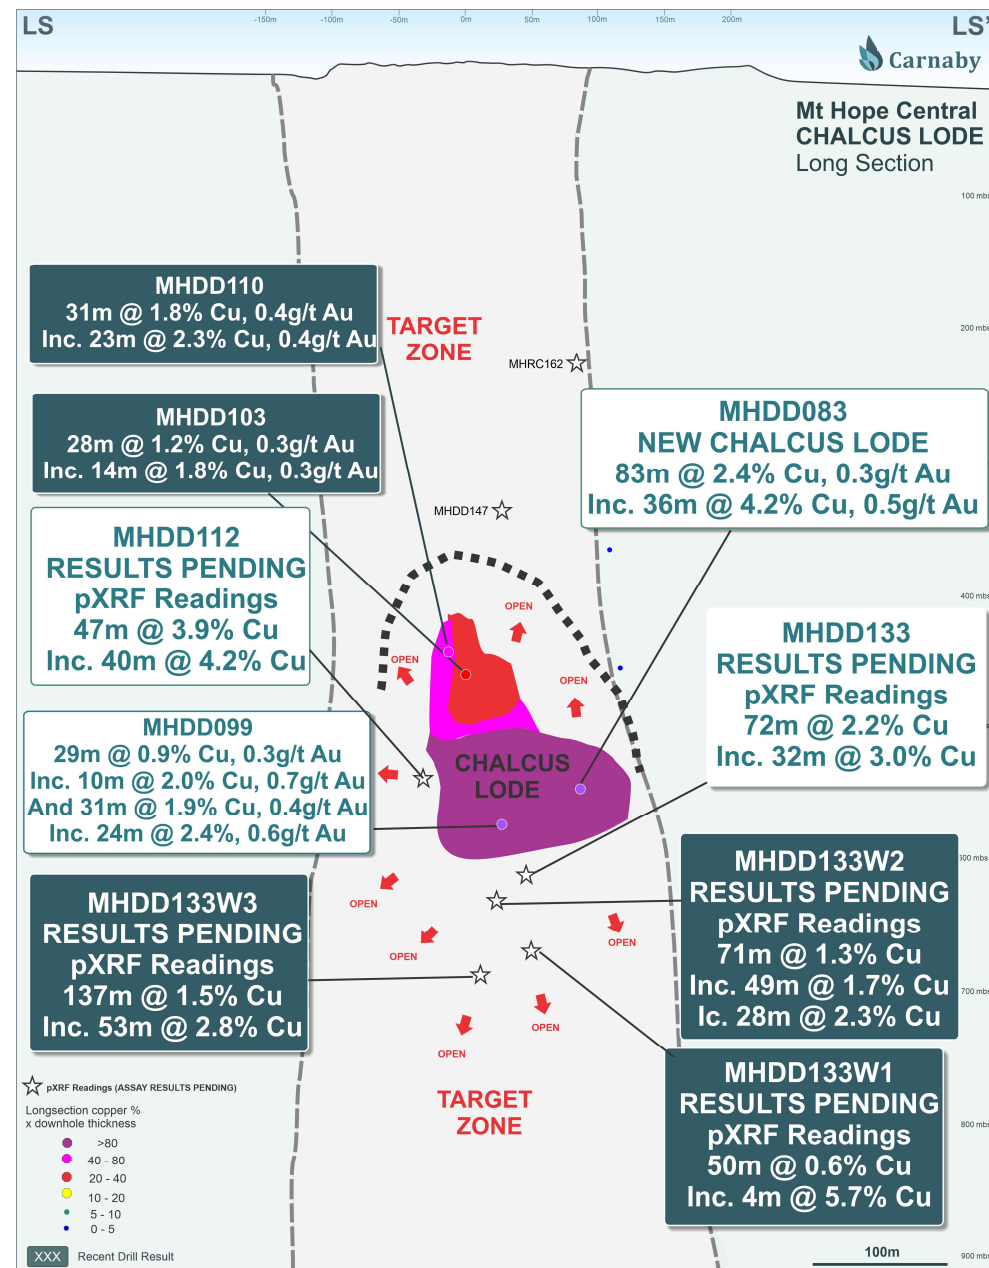 LS
-150m
-100m
-50m
0m
50m
100m
150m
200m
LS'
Carnaby
Mt Hope Central
CHALCUS LODE
Long Section
100 mbs
200 mbs
400 mbs
700 mbs
800 mbs
900 mbs
MHDD110
31m @ 1.8% Cu, 0.4g/t Au
Inc. 23m @ 2.3% Cu, 0.4g/t Au
TARGET
ZONE
MHRC162
MHDD103
28m @ 1.2% Cu, 0.3g/t Au
Inc. 14m @ 1.8% Cu, 0.3g/t Au
MHDD083
NEW CHALCUS LODE
83m @ 2.4% Cu, 0.3g/t Au
Inc. 36m @ 4.2% Cu, 0.5g/t Au
MHDD147
MHDD112
RESULTS PENDING
pXRF Readings
47m @ 3.9% Cu
Inc. 40m @ 4.2% Cu
OPEN
OPEN
OPEN
MHDD133
RESULTS PENDING
pXRF Readings
72m @ 2.2% Cu
Inc. 32m @ 3.0% Cu
MHDD099
29m @ 0.9% Cu, 0.3g/t Au
Inc. 10m @ 2.0% Cu, 0.7g/t Au
And 31m @ 1.9% Cu, 0.4g/t Au
Inc. 24m @ 2.4%, 0.6g/t Au
CHALCUS
LODE
MHDD133W2
RESULTS PENDING
pXRF Readings
71m @ 1.3% Cu
Inc. 49m @ 1.7% Cu
Ic. 28m @ 2.3% Cu
MHDD133W3
RESULTS PENDING
pXRF Readings
137m @ 1.5% Cu
Inc. 53m @ 2.8% Cu
OPEN
OPEN
OPEN
OPEN
OPEN
MHDD133W1
RESULTS PENDING
pXRF Readings
50m @ 0.6% Cu
Inc. 4m @ 5.7% Cu
TARGET
ZONE
pXRF Readings (ASSAY RESULTS PENDING)
Longsection copper %
x downhole thickness
>80
40 - 80
20 - 40
10 - 20
5 - 10
0 - 5
XXX Recent Drill Result
100m